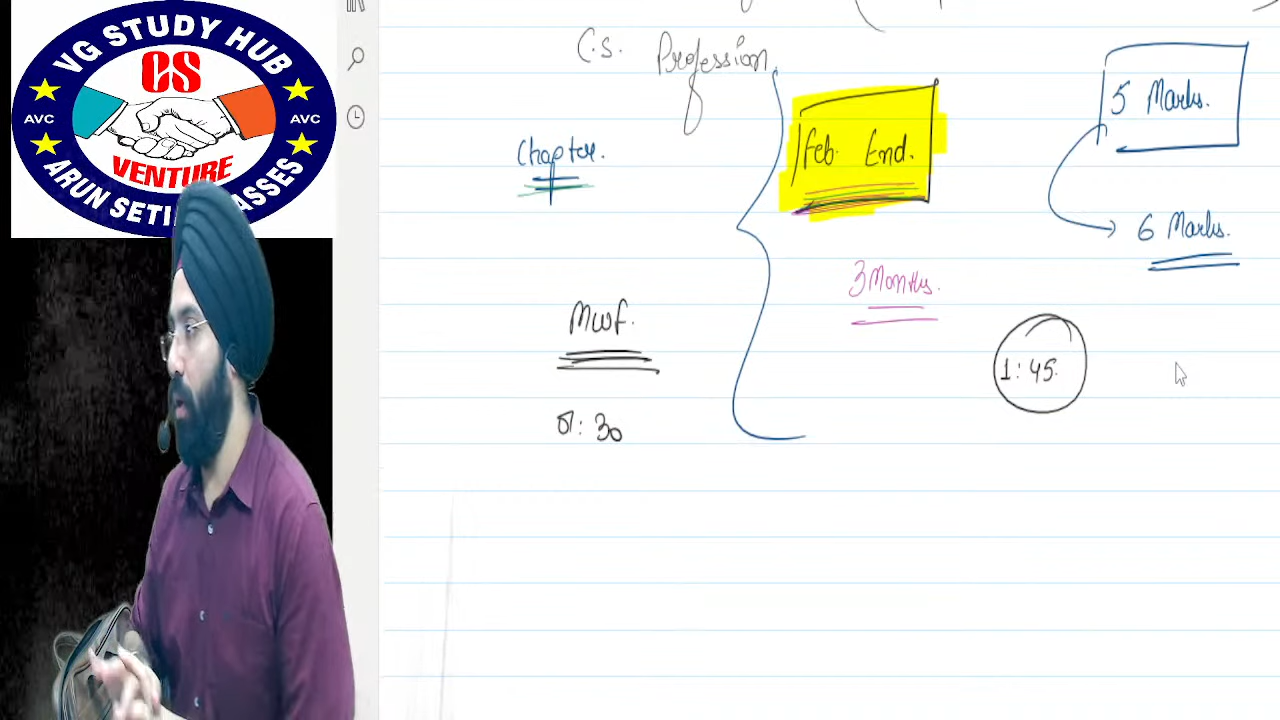 VG STUDY HUB
CS
AVC
AVC
VENTURE
ARUN SETI
ASSES
C.S. Profession
5 Marks.
Chapter.
Feb. End.
6 Marks.
3 Months.
Mwf.
1:45.
: 30